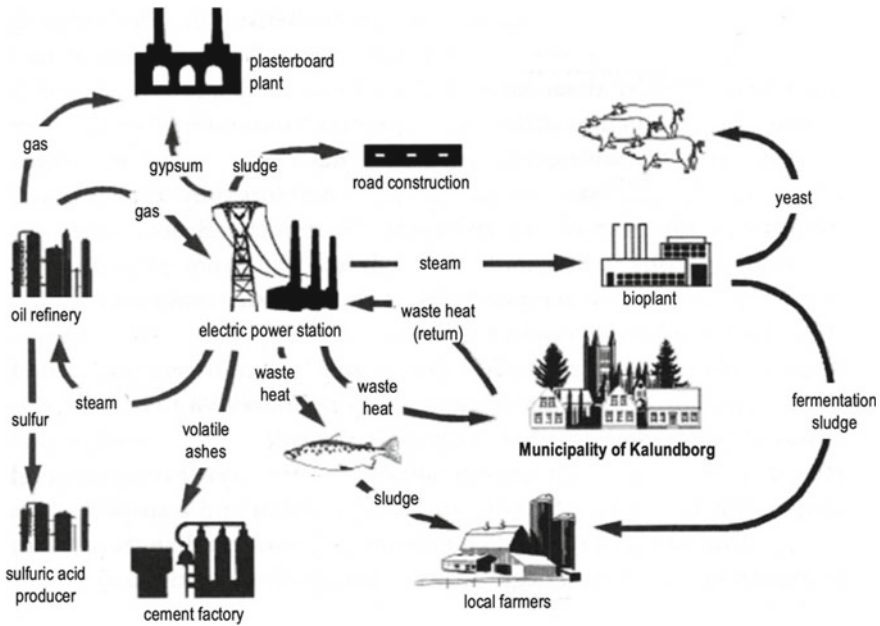 plasterboard
plant
gas
gypsum
sludge
road construction
gas
yeast
steam
bioplant
oil refinery
electric power station
waste heat
(return)
waste
heat
waste
heat
steam
sulfur
volatile
ashes
fermentation
sludge
Municipality of Kalundborg
sludge
sulfuric acid
producer
cement factory
local farmers